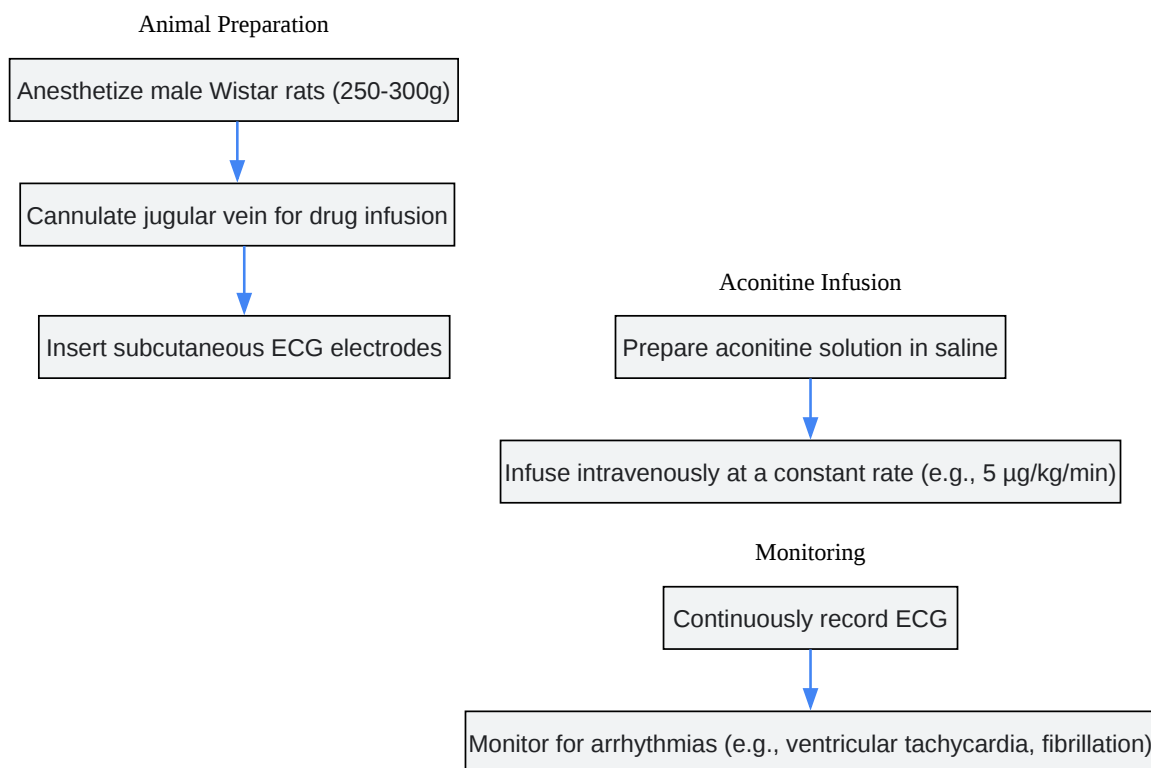 Animal Preparation
Anesthetize male Wistar rats (250-300g)
Cannulate jugular vein for drug infusion
Insert subcutaneous ECG electrodes
Aconitine Infusion
Prepare aconitine solution in saline
Infuse intravenously at a constant rate (e.g., 5 µg/kg/min)
Monitoring
Continuously record ECG
Monitor for arrhythmias (e.g., ventricular tachycardia, fibrillation)